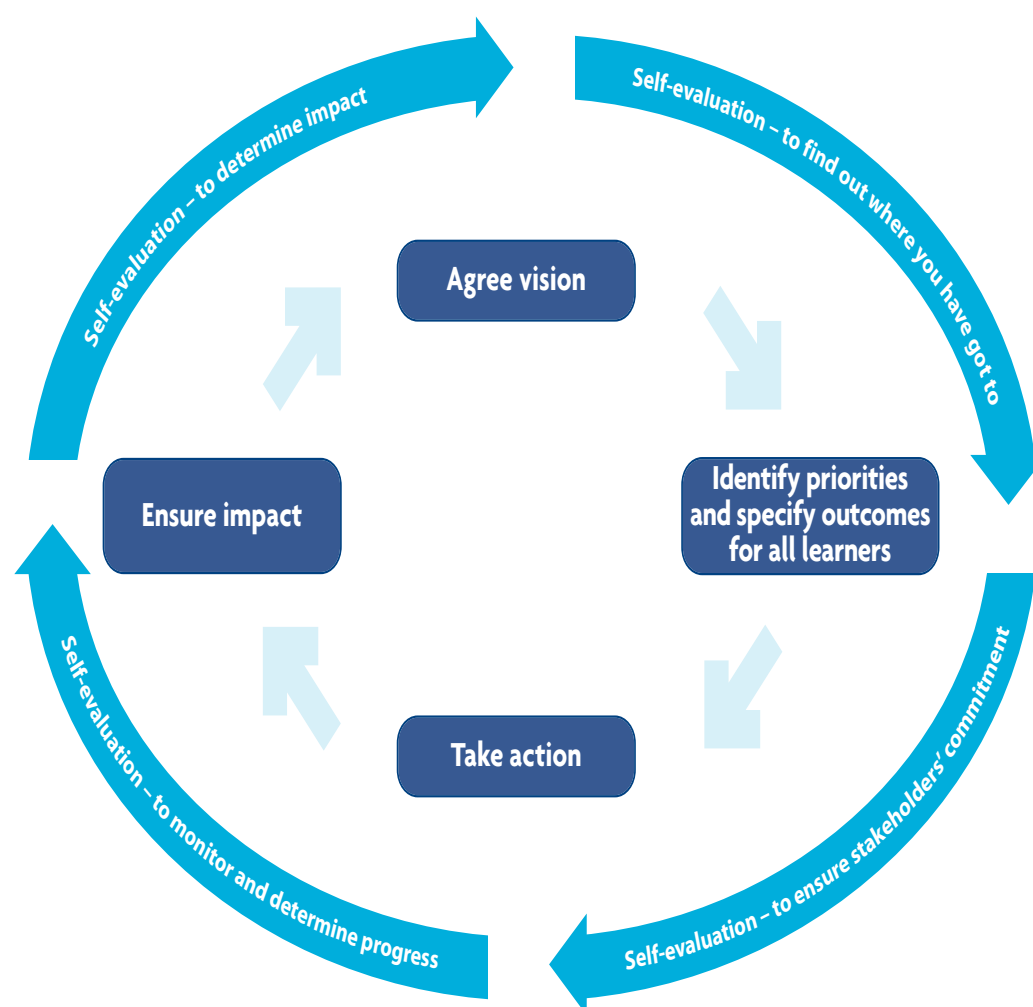 Self-evaluation – to determine impact
Self-evaluation – to find out where you have got to
Agree vision
Ensure impact
Identify priorities
and specify outcomes
for all learners
Take action
Self-evaluation – to monitor and determine progress
Self-evaluation – to ensure stakeholders’ commitment